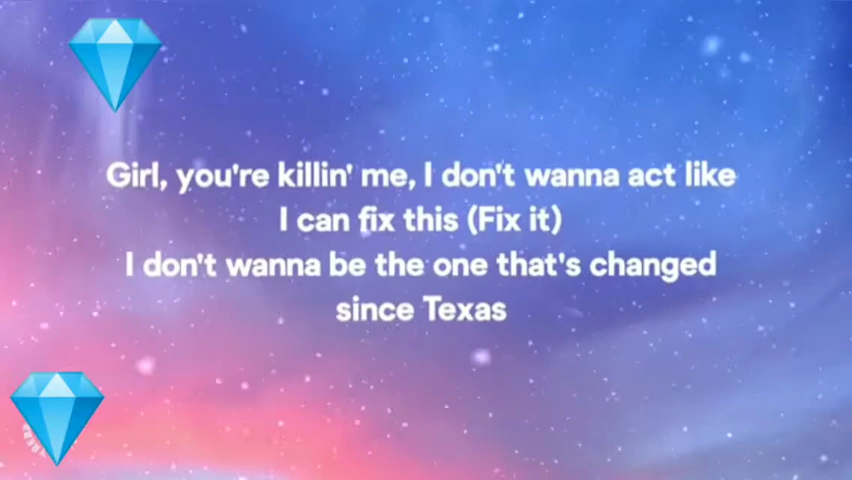 Girl, you're killin' me, I don't wanna act like
I can fix this (Fix it)
I don't wanna be the one that's changed
since Texas